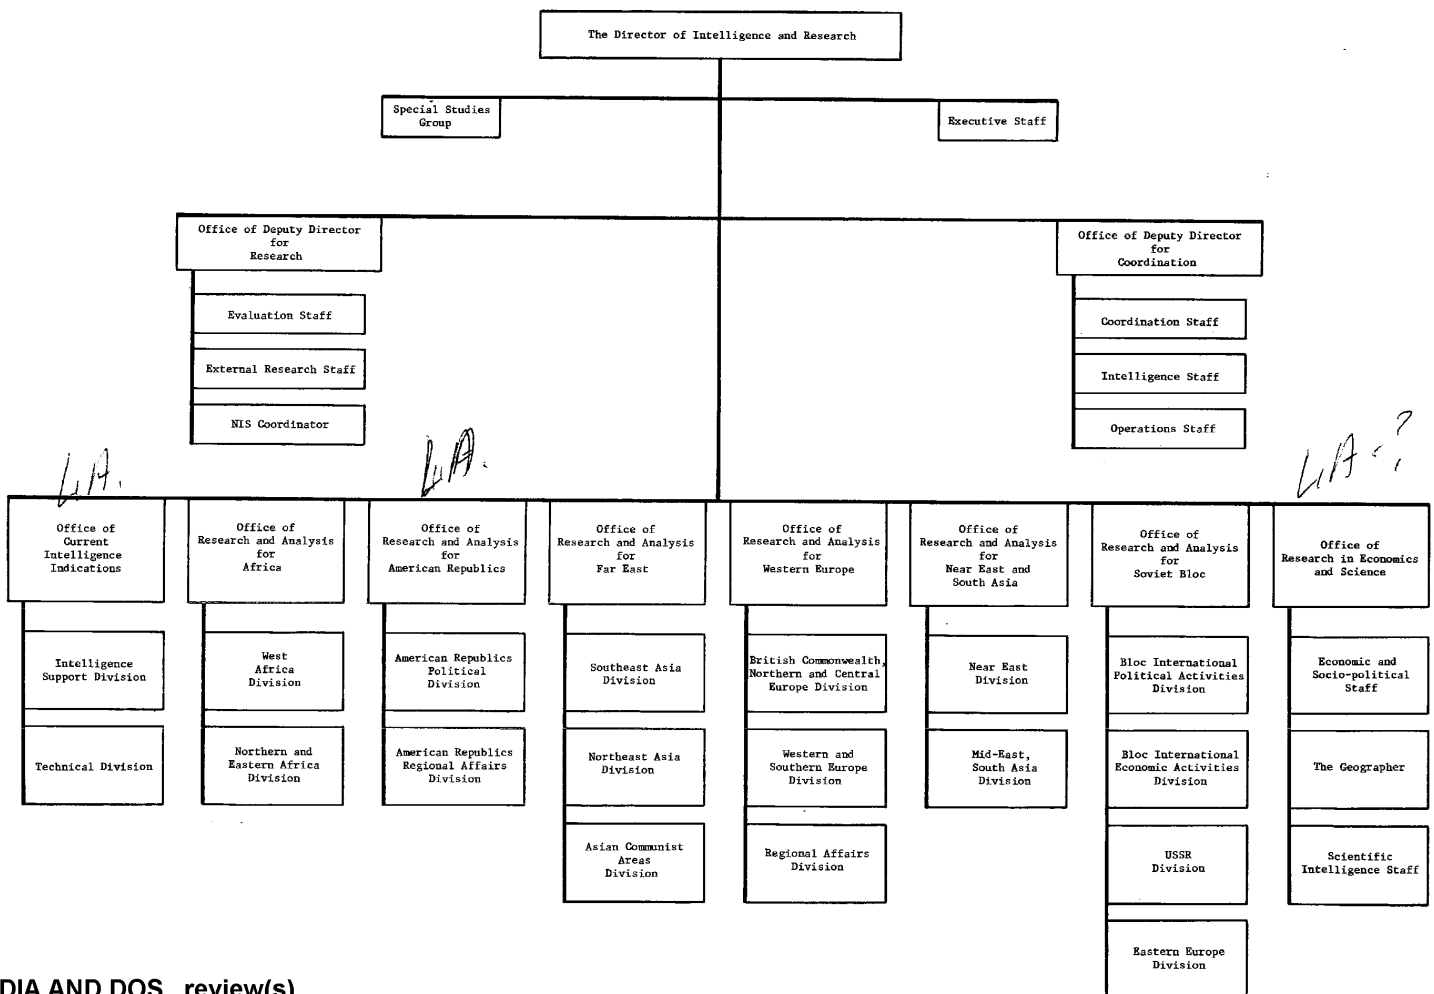 The Director of Intelligence and Research
Special Studies
Group
Executive Staff
Office of Deputy Director
for
Research
Office of Deputy Director
for
Coordination
Evaluation Staff
External Research Staff
NIS Coordinator
Coordination Staff
Intelligence Staff
Operations Staff
L.A.
L.A.
L.A-?
Office of
Current
Intelligence
Indications
Intelligence
Support Division
Technical Division
Office of
Research and Analysis
for
Africa
West
Africa
Division
Northern and
Eastern Africa
Division
Office of
Research and Analysis
for
American Republics
American Republics
Political
Division
American Republics
Regional Affairs
Division
Office of
Research and Analysis
for
Far East
Southeast Asia
Division
Northeast Asia
Division
Asian Communist
Areas
Division
Office of
Research and Analysis
for
Western Europe
British Commonwealth,
Northern and Central
Europe Division
Western and
Southern Europe
Division
Regional Affairs
Division
Office of
Research and Analysis
for
Near East and
South Asia
Near East
Division
Mid-East,
South Asia
Division
Office of
Research and Analysis
for
Soviet Bloc
Bloc International
Political Activities
Division
Bloc International
Economic Activities
Division
USSR
Division
Eastern Europe
Division
Office of
Research in Economics
and Science
Economic and
Socio-political
Staff
The Geographer
Scientific
Intelligence Staff
DIA AND DOS review(s)